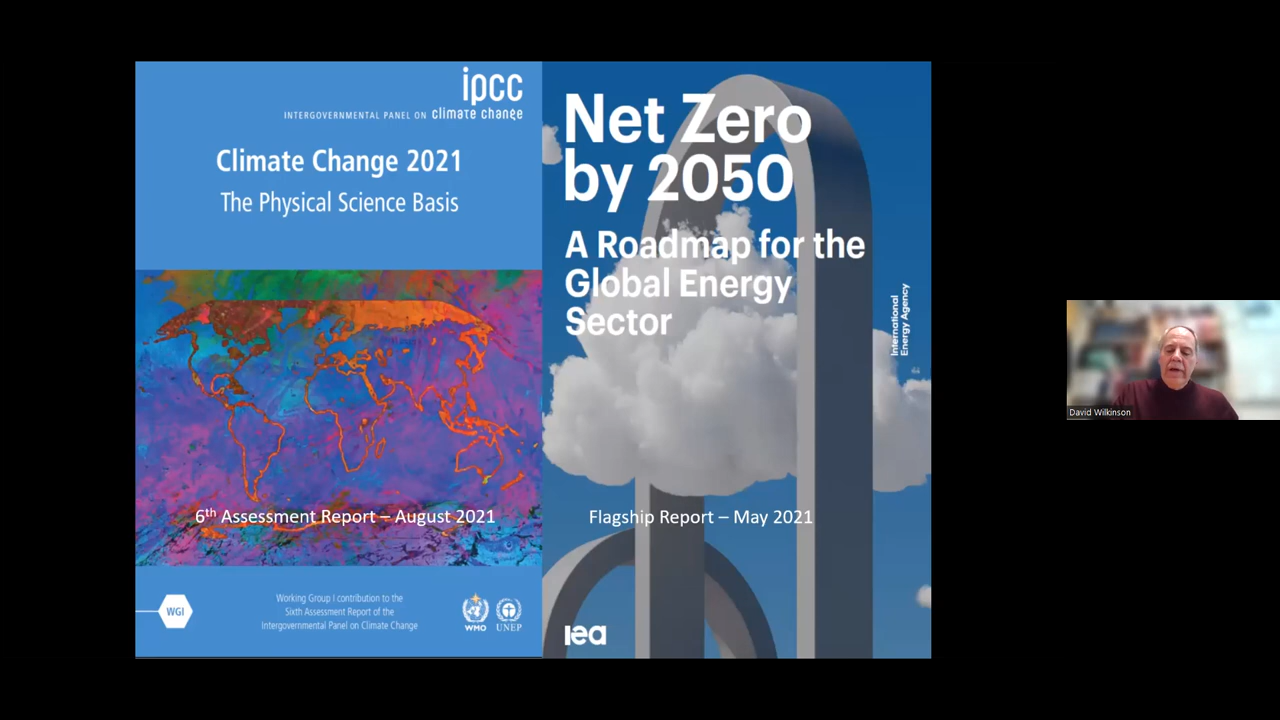 ipcc
INTERGOVERNMENTAL PANEL ON climate change
Climate Change 2021
The Physical Science Basis
6th Assessment Report – August 2021
WGI
Working Group I contribution to the
Sixth Assessment Report of the
Intergovernmental Panel on Climate Change
WMO
UNEP
Net Zero
by 2050
A Roadmap for the
Global Energy
Sector
International
Energy Agency
Flagship Report – May 2021
iea
David Wilkinson